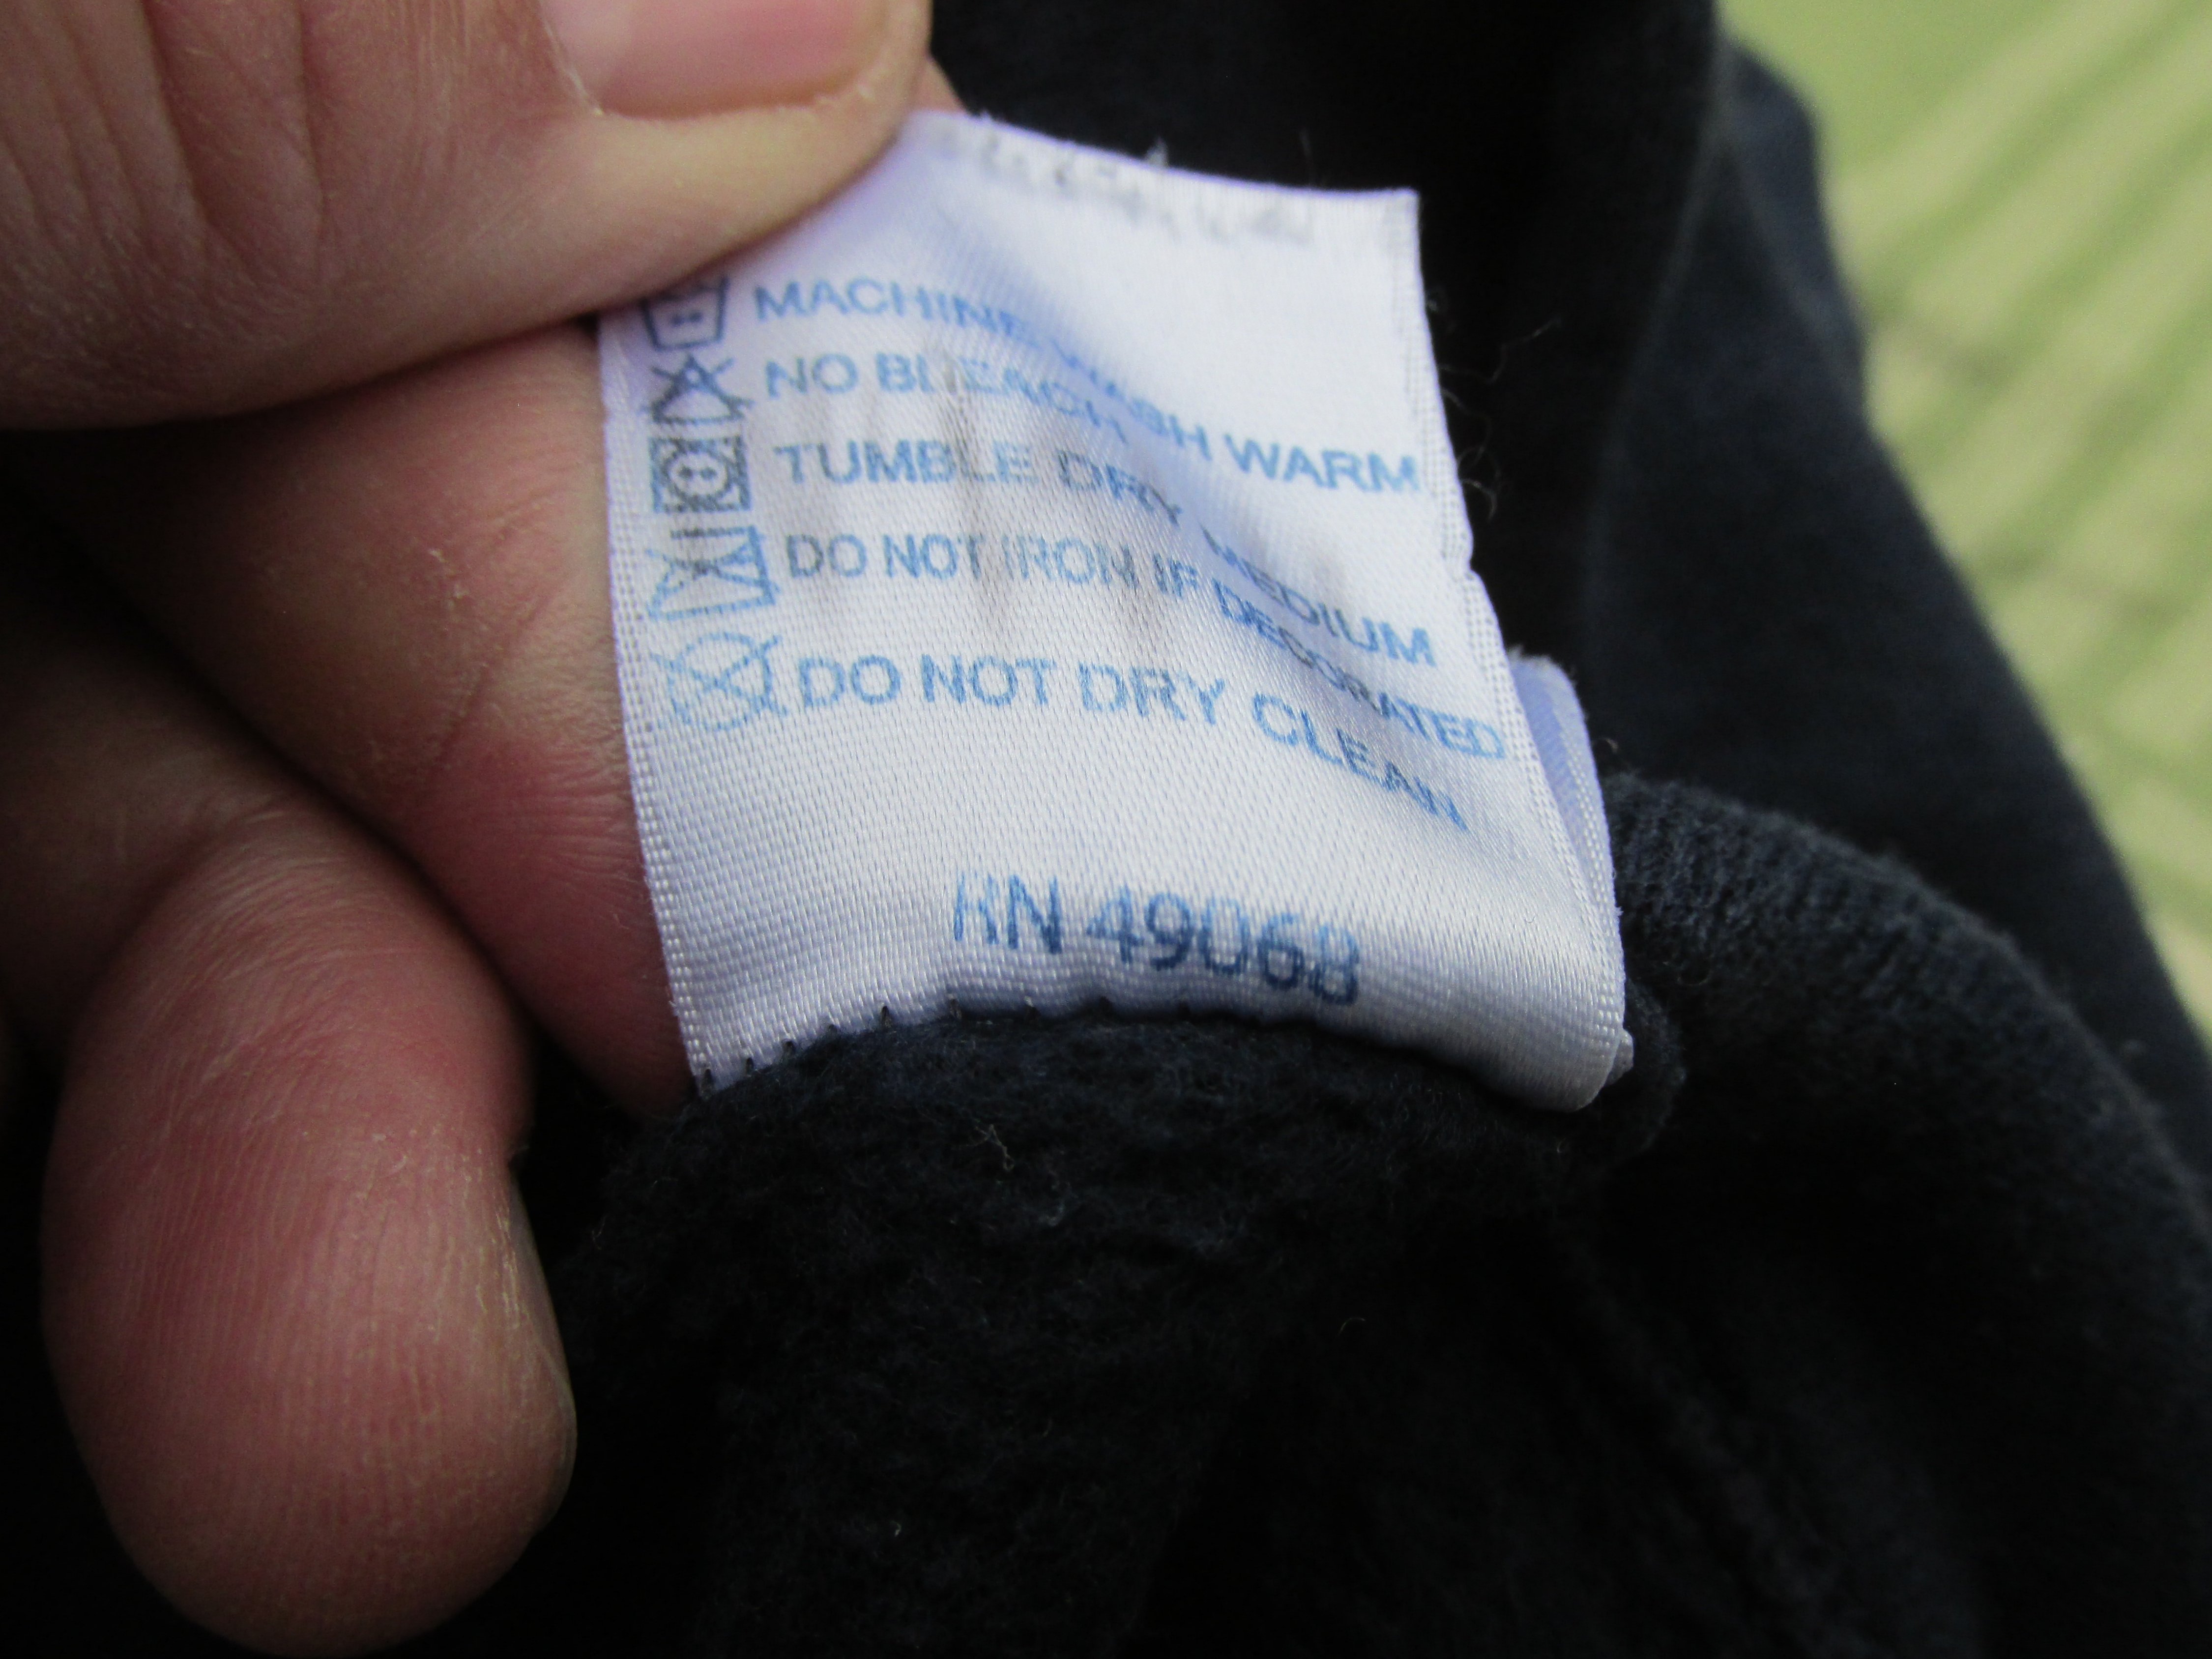 MACHINE WASH WARM
NO BLEACH
TUMBLE DRY MEDIUM
DO NOT IRON IF DECORATED
DO NOT DRY CLEAN
RN 49068